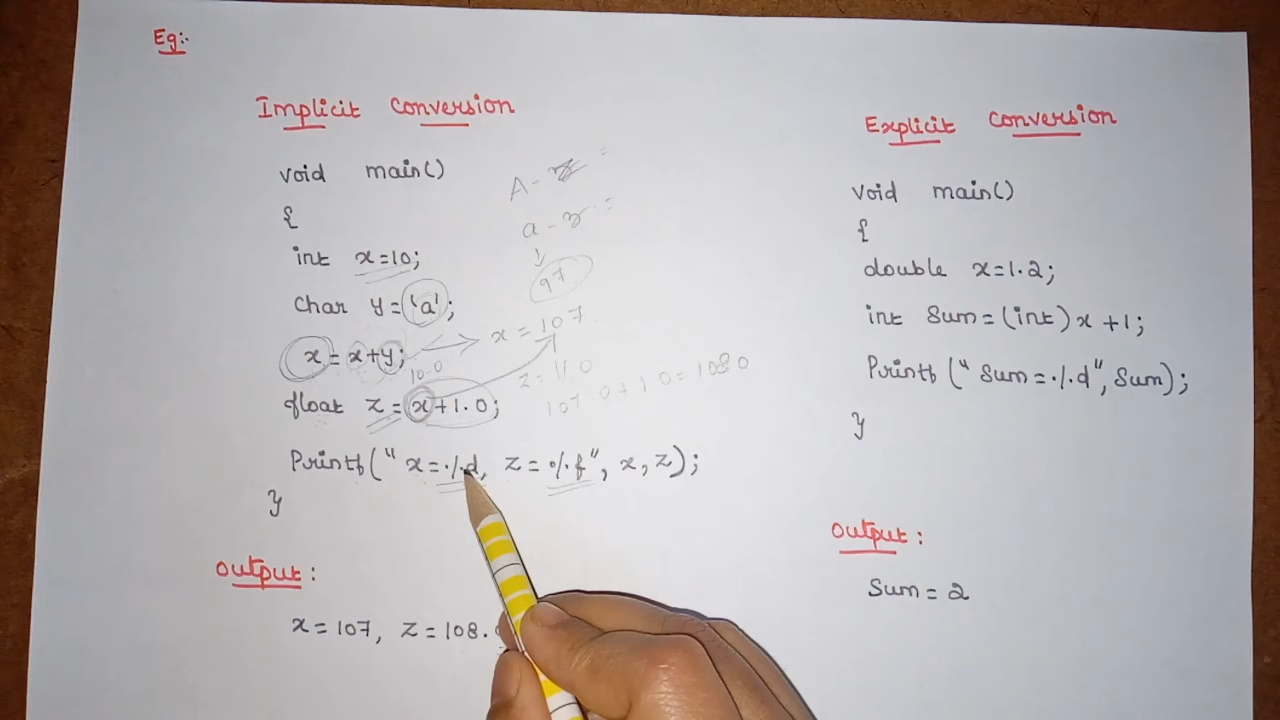 Eg:-
Implicit Conversion
void main()
{
int x=10;
Char y='a';
x=x+y;
float z=x+1.0;
Printf("x=%d, z=%f", x,z);
}
Output:
x=107, z=108.
A-
a-z=
97
x=107
10.0
z=11.0
107.0+1.0=108.0
Explicit Conversion
void main()
{
double x=1.2;
int Sum=(int)x+1;
Printf("Sum=%d", Sum);
}
Output:
Sum=2